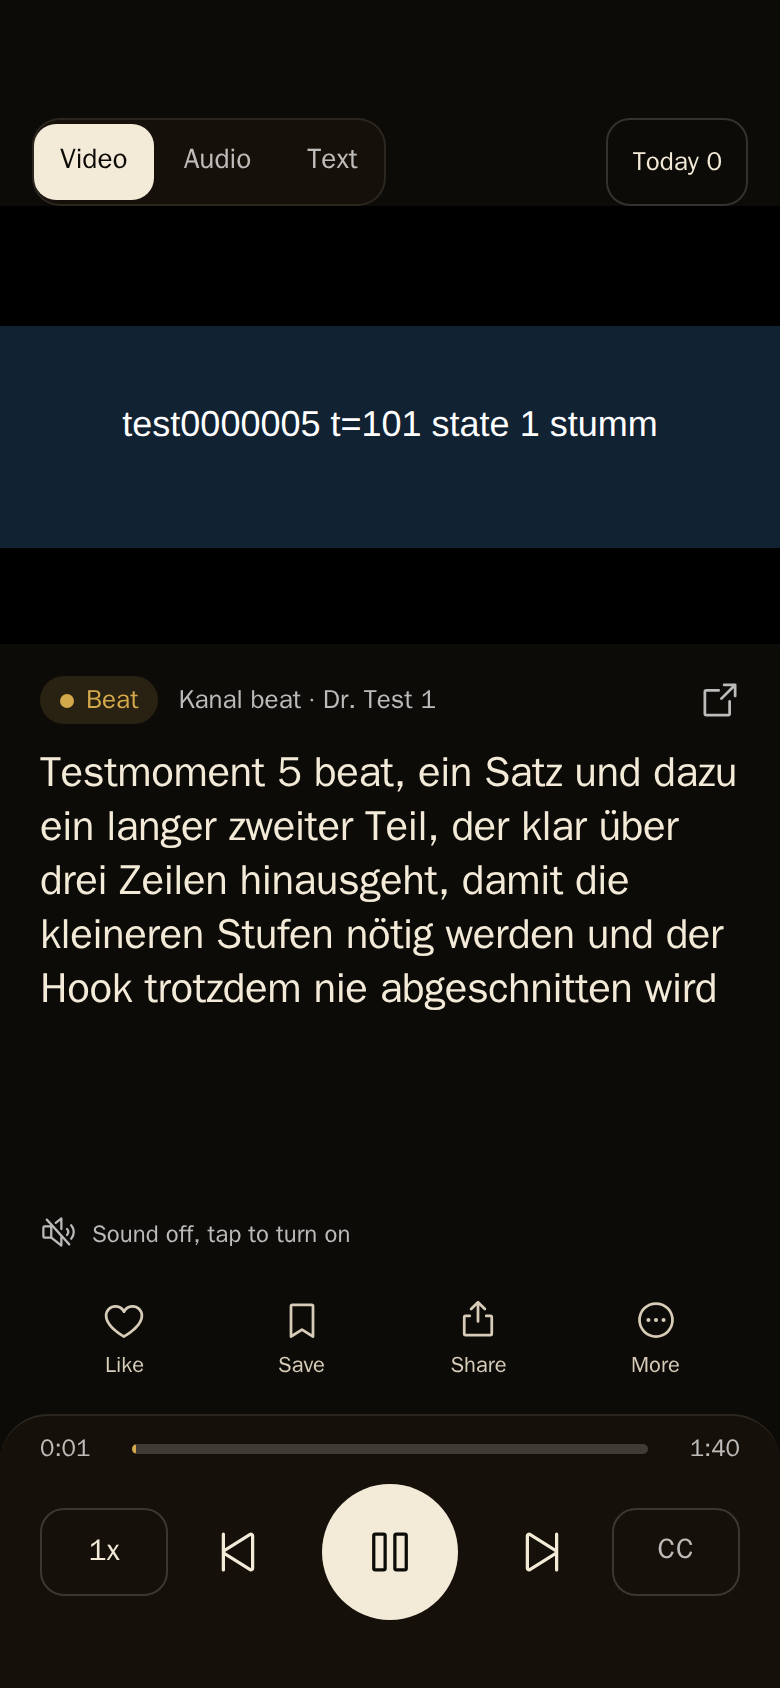 Video Audio Text Today 0
test0000005 t=101 state 1 stumm
Beat Kanal beat · Dr. Test 1
Testmoment 5 beat, ein Satz und dazu
ein langer zweiter Teil, der klar über
drei Zeilen hinausgeht, damit die
kleineren Stufen nötig werden und der
Hook trotzdem nie abgeschnitten wird
Sound off, tap to turn on
Like Save Share More
0:01 1:40
1x CC